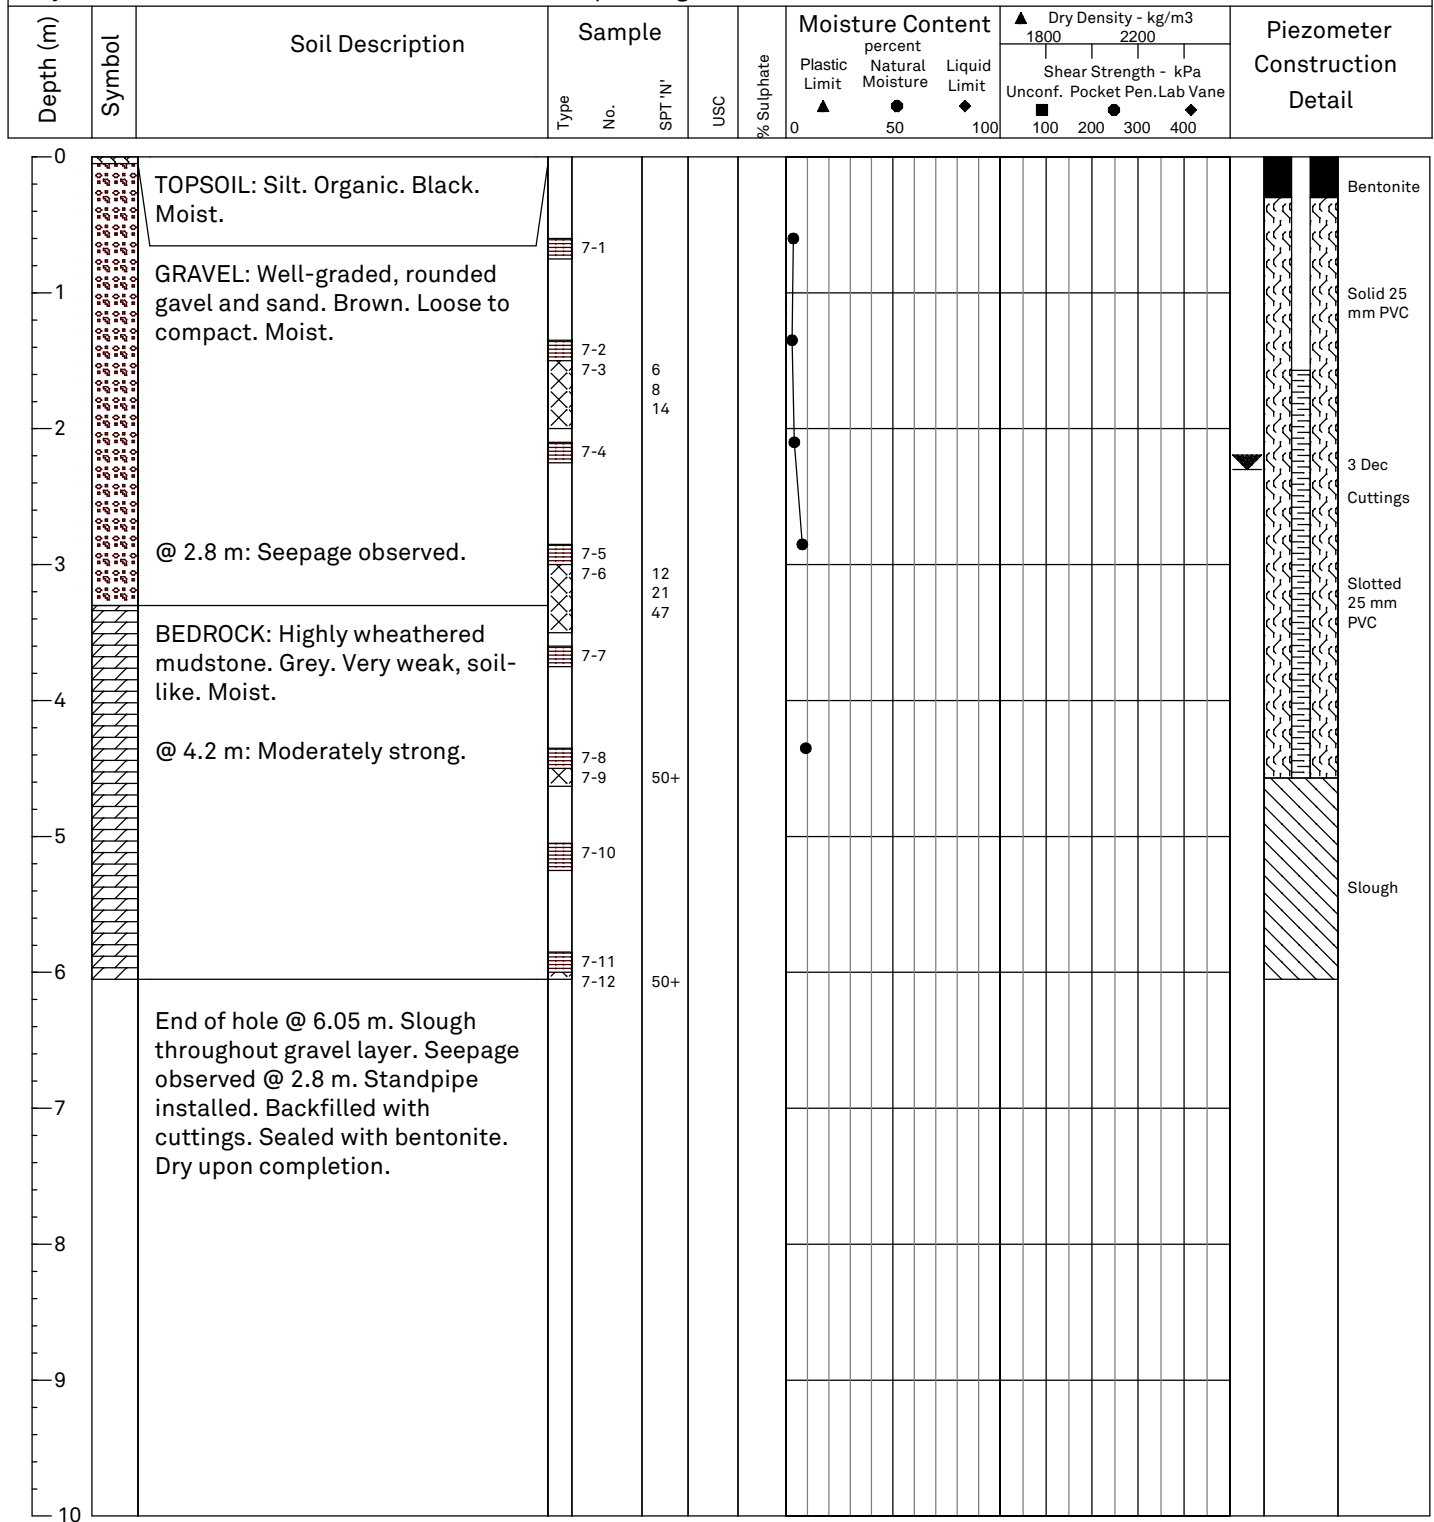 Depth (m)
Symbol
Soil Description
Sample
Type
No.
SPT 'N'
USC
% Sulphate
Moisture Content
percent
Plastic Limit
Natural Moisture
Liquid Limit
0 50 100
Dry Density - kg/m3
1800 2200
Shear Strength - kPa
Unconf. Pocket Pen. Lab Vane
100 200 300 400
Piezometer
Construction
Detail
0
TOPSOIL: Silt. Organic. Black.
Moist.
Bentonite
7-1
GRAVEL: Well-graded, rounded
gavel and sand. Brown. Loose to
compact. Moist.
1
Solid 25
mm PVC
7-2
7-3 6
8
14
2
7-4
3 Dec
Cuttings
@ 2.8 m: Seepage observed.
7-5
3
7-6 12
21
47
Slotted
25 mm
PVC
BEDROCK: Highly wheathered
mudstone. Grey. Very weak, soil-
like. Moist.
7-7
4
@ 4.2 m: Moderately strong.
7-8
7-9 50+
5
7-10
Slough
7-11
6
7-12 50+
End of hole @ 6.05 m. Slough
throughout gravel layer. Seepage
observed @ 2.8 m. Standpipe
installed. Backfilled with
cuttings. Sealed with bentonite.
Dry upon completion.
7
8
9
10